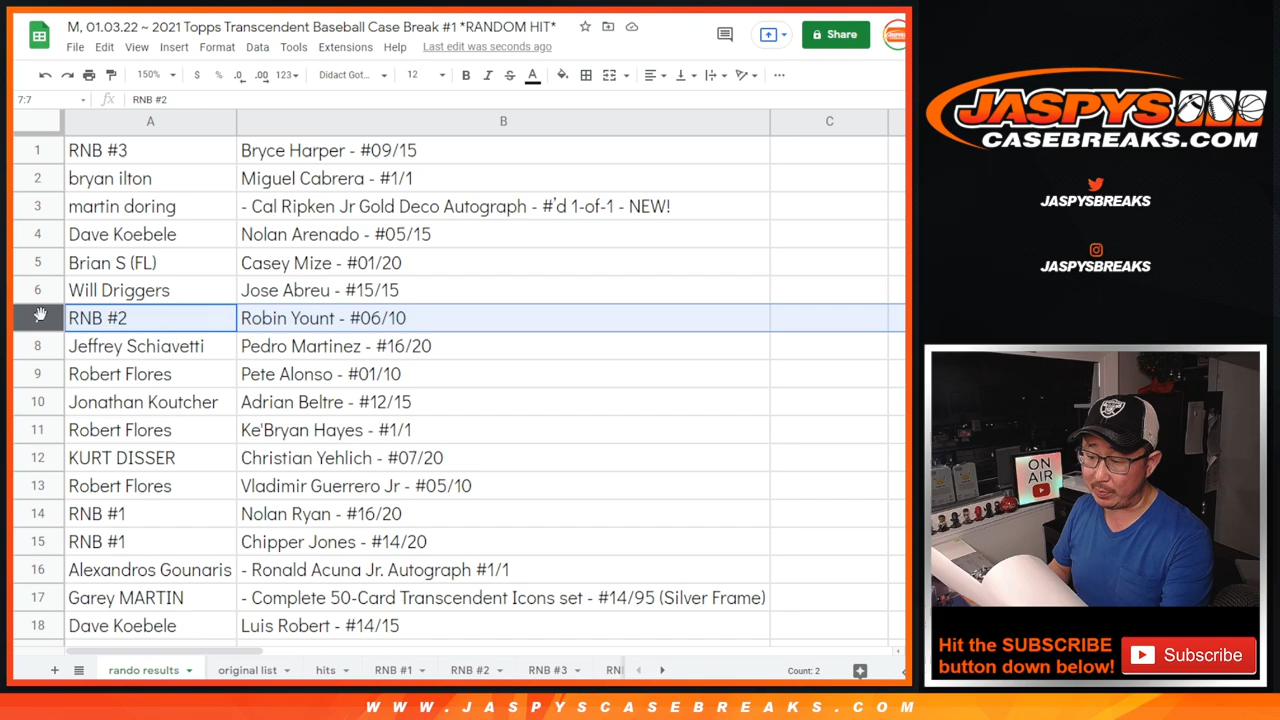 M, 01.03.22 ~ 2021 Topps Transcendent Baseball Case Break #1 *RANDOM HIT*
File Edit View Insert Format Data Tools Extensions Help Last edit was seconds ago
Share
150% $ % .0 .00 123 Didact Got... 12 B I S A
7:7 fx RNB #2
A B C
1 RNB #3 Bryce Harper - #09/15
2 bryan ilton Miguel Cabrera - #1/1
3 martin doring - Cal Ripken Jr Gold Deco Autograph - #'d 1-of-1 - NEW!
4 Dave Koebele Nolan Arenado - #05/15
5 Brian S (FL) Casey Mize - #01/20
6 Will Driggers Jose Abreu - #15/15
RNB #2 Robin Yount - #06/10
8 Jeffrey Schiavetti Pedro Martinez - #16/20
9 Robert Flores Pete Alonso - #01/10
10 Jonathan Koutcher Adrian Beltre - #12/15
11 Robert Flores Ke'Bryan Hayes - #1/1
12 KURT DISSER Christian Yehlich - #07/20
13 Robert Flores Vladimir Guerrero Jr - #05/10
14 RNB #1 Nolan Ryan - #16/20
15 RNB #1 Chipper Jones - #14/20
16 Alexandros Gounaris - Ronald Acuna Jr. Autograph #1/1
17 Garey MARTIN - Complete 50-Card Transcendent Icons set - #14/95 (Silver Frame)
18 Dave Koebele Luis Robert - #14/15
rando results original list hits RNB #1 RNB #2 RNB #3 RN Count: 2
JASPYS
CASEBREAKS.COM
JASPYSBREAKS
JASPYSBREAKS
ON
AIR
Hit the SUBSCRIBE
button down below!
Subscribe
WWW.JASPYSCASEBREAKS.COM